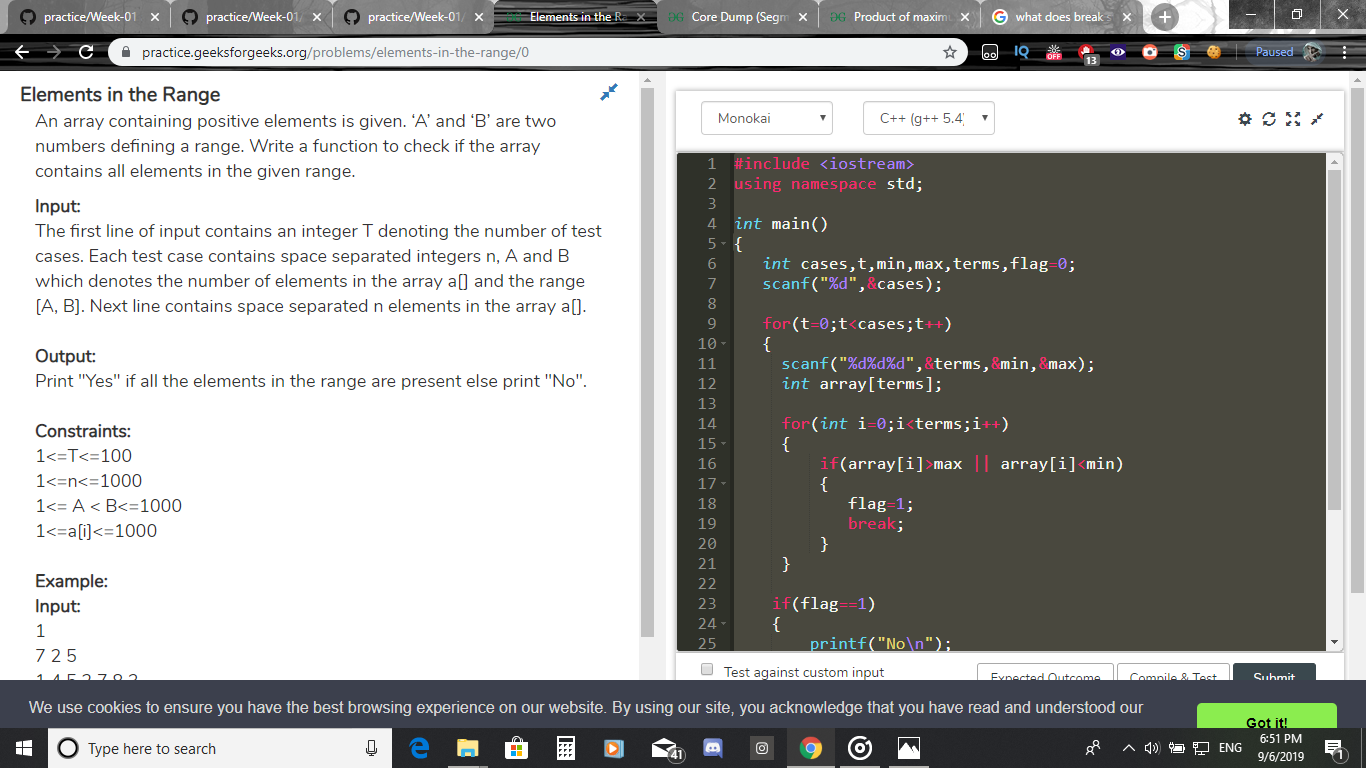 practice/Week-01
practice/Week-01
practice/Week-01/
Elements in the Ra
Core Dump (Segm
Product of maximu
what does break s
practice.geeksforgeeks.org/problems/elements-in-the-range/0
IQ
OFF
13
S
Paused
Elements in the Range
An array containing positive elements is given. ‘A’ and ‘B’ are two
numbers defining a range. Write a function to check if the array
contains all elements in the given range.
Input:
The first line of input contains an integer T denoting the number of test
cases. Each test case contains space separated integers n, A and B
which denotes the number of elements in the array a[] and the range
[A, B]. Next line contains space separated n elements in the array a[].
Output:
Print "Yes" if all the elements in the range are present else print "No".
Constraints:
1<=T<=100
1<=n<=1000
1<= A < B<=1000
1<=a[i]<=1000
Example:
Input:
1
7 2 5
1 4 5 2 7 8 3
Monokai
C++ (g++ 5.4)
1 #include <iostream>
2 using namespace std;
3
4 int main()
5 {
6 int cases,t,min,max,terms,flag=0;
7 scanf("%d",&cases);
8
9 for(t=0;t<cases;t++)
10 {
11 scanf("%d%d%d",&terms,&min,&max);
12 int array[terms];
13
14 for(int i=0;i<terms;i++)
15 {
16 if(array[i]>max || array[i]<min)
17 {
18 flag=1;
19 break;
20 }
21 }
22
23 if(flag==1)
24 {
25 printf("No\n");
Test against custom input
Expected Outcome
Compile & Test
Submit
We use cookies to ensure you have the best browsing experience on our website. By using our site, you acknowledge that you have read and understood our
Got it!
Type here to search
41
ENG
6:51 PM
9/6/2019
1